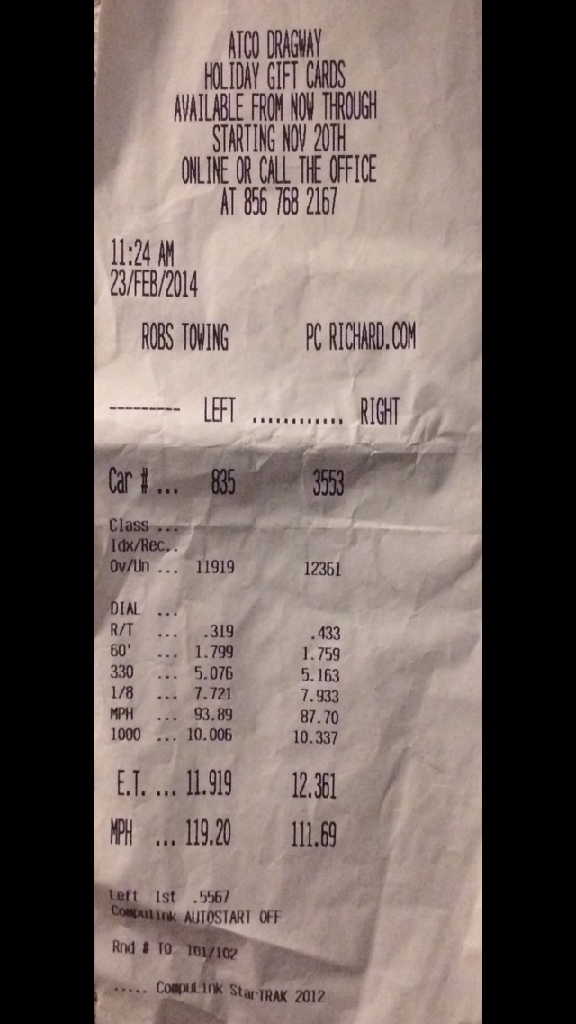 ATCO DRAGWAY
HOLIDAY GIFT CARDS
AVAILABLE FROM NOW THROUGH
STARTING NOV 20TH
ONLINE OR CALL THE OFFICE
AT 856 768 2167
11:24 AM
23/FEB/2014
ROBS TOWING PC RICHARD.COM
--------- LEFT ............ RIGHT
Car # ... 835 3553
Class ...
Idx/Rec..
Ov/Un ... 11919 12361
DIAL ...
R/T ... .319 .433
60' ... 1.799 1.759
330 ... 5.076 5.163
1/8 ... 7.721 7.933
MPH ... 93.89 87.70
1000 ... 10.006 10.337
E.T. ... 11.919 12.361
MPH ... 119.20 111.69
Left 1st .5567
Compulink AUTOSTART OFF
Rnd # TO 101/102
..... CompuLink StarTRAK 2012